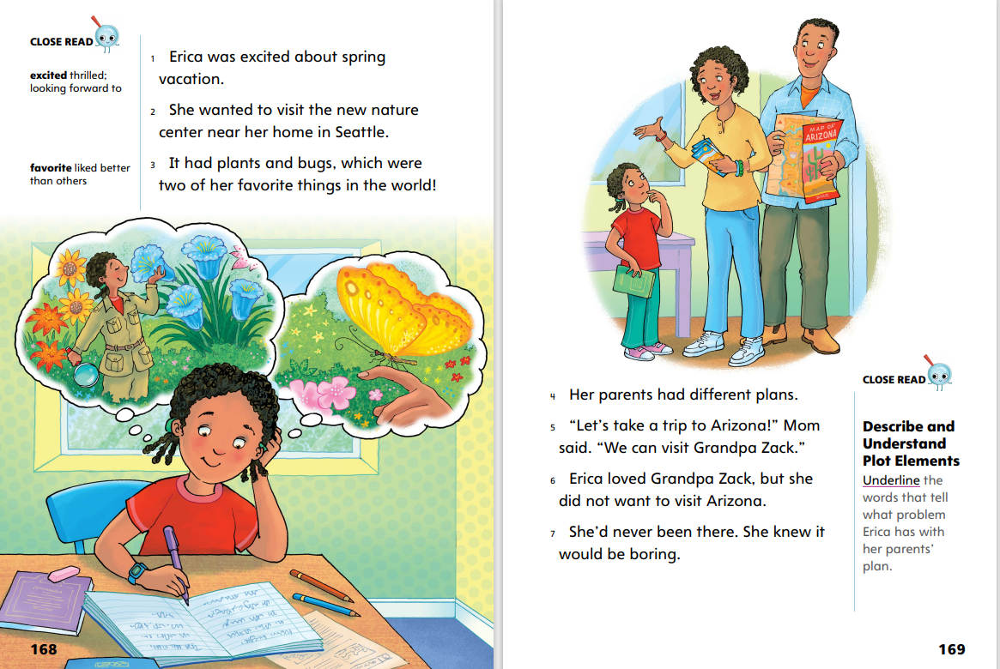 CLOSE READ
excited thrilled;
looking forward to
favorite liked better
than others
1 Erica was excited about spring
vacation.
2 She wanted to visit the new nature
center near her home in Seattle.
3 It had plants and bugs, which were
two of her favorite things in the world!
168
MAP OF
ARIZONA
4 Her parents had different plans.
5 “Let’s take a trip to Arizona!” Mom
said. “We can visit Grandpa Zack.”
6 Erica loved Grandpa Zack, but she
did not want to visit Arizona.
7 She’d never been there. She knew it
would be boring.
CLOSE READ
Describe and
Understand
Plot Elements
Underline the
words that tell
what problem
Erica has with
her parents’
plan.
169